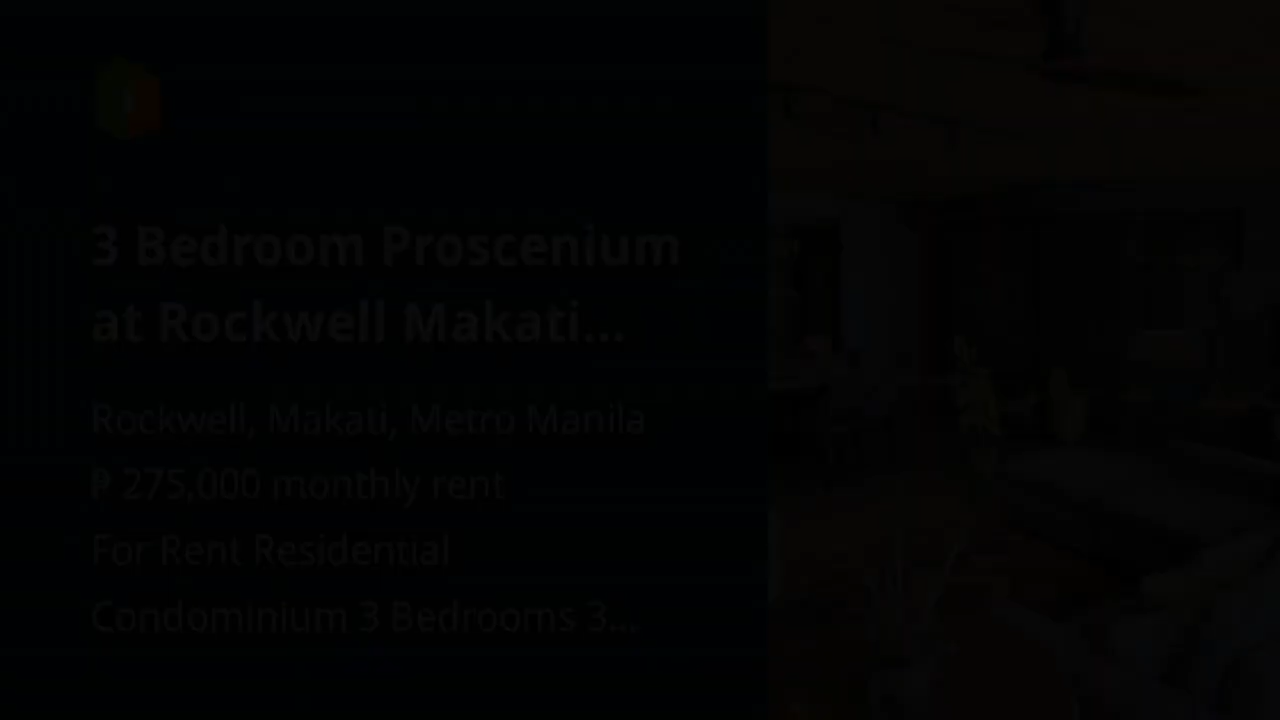 3 Bedroom Proscenium
at Rockwell Makati...
Rockwell, Makati, Metro Manila
₱ 275,000 monthly rent
For Rent Residential
Condominium 3 Bedrooms 3...